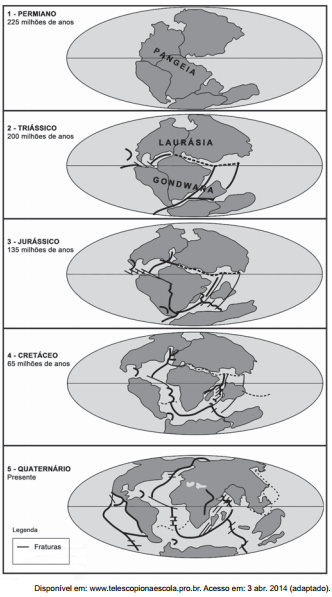 1 - PERMIANO
225 milhões de anos
PANGEIA
2 - TRIÁSSICO
200 milhões de anos
LAURÁSIA
GONDWANA
3 - JURÁSSICO
135 milhões de anos
4 - CRETÁCEO
65 milhões de anos
5 - QUATERNÁRIO
Presente
Legenda
Fraturas
Disponível em: www.telescopionaescola.pro.br. Acesso em: 3 abr. 2014 (adaptado).